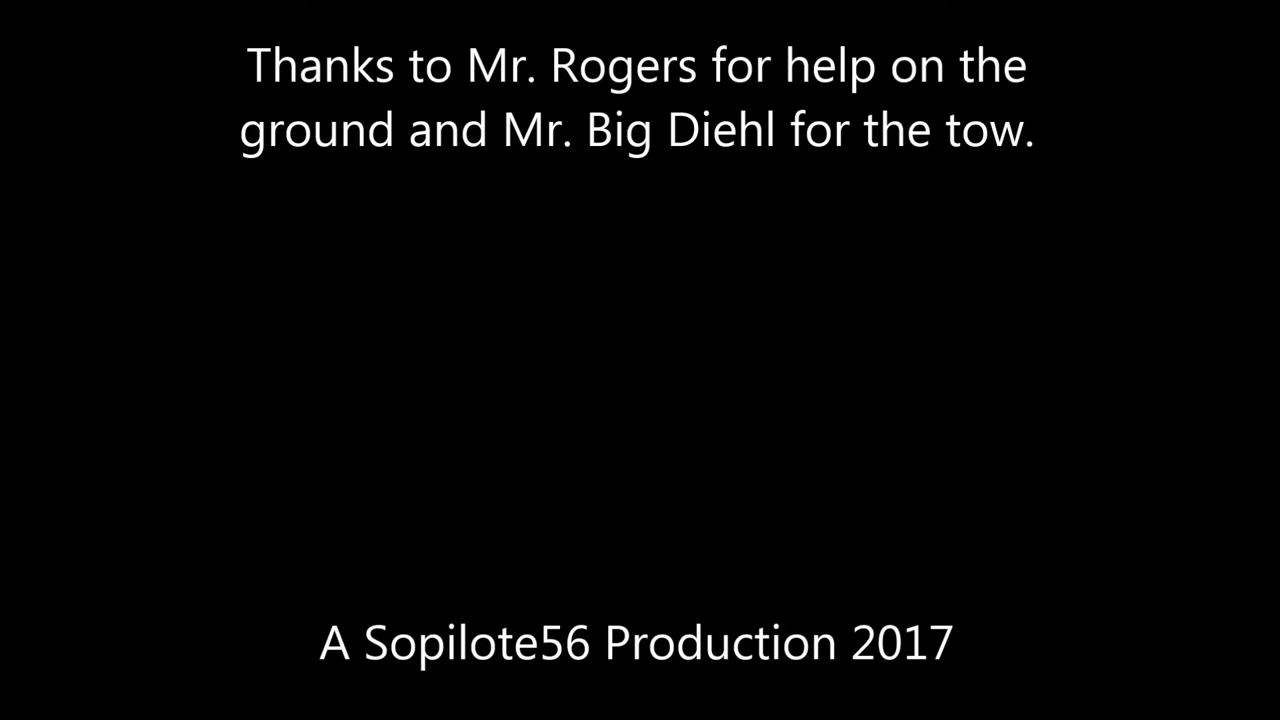 Thanks to Mr. Rogers for help on the
ground and Mr. Big Diehl for the tow.
A Sopilote56 Production 2017